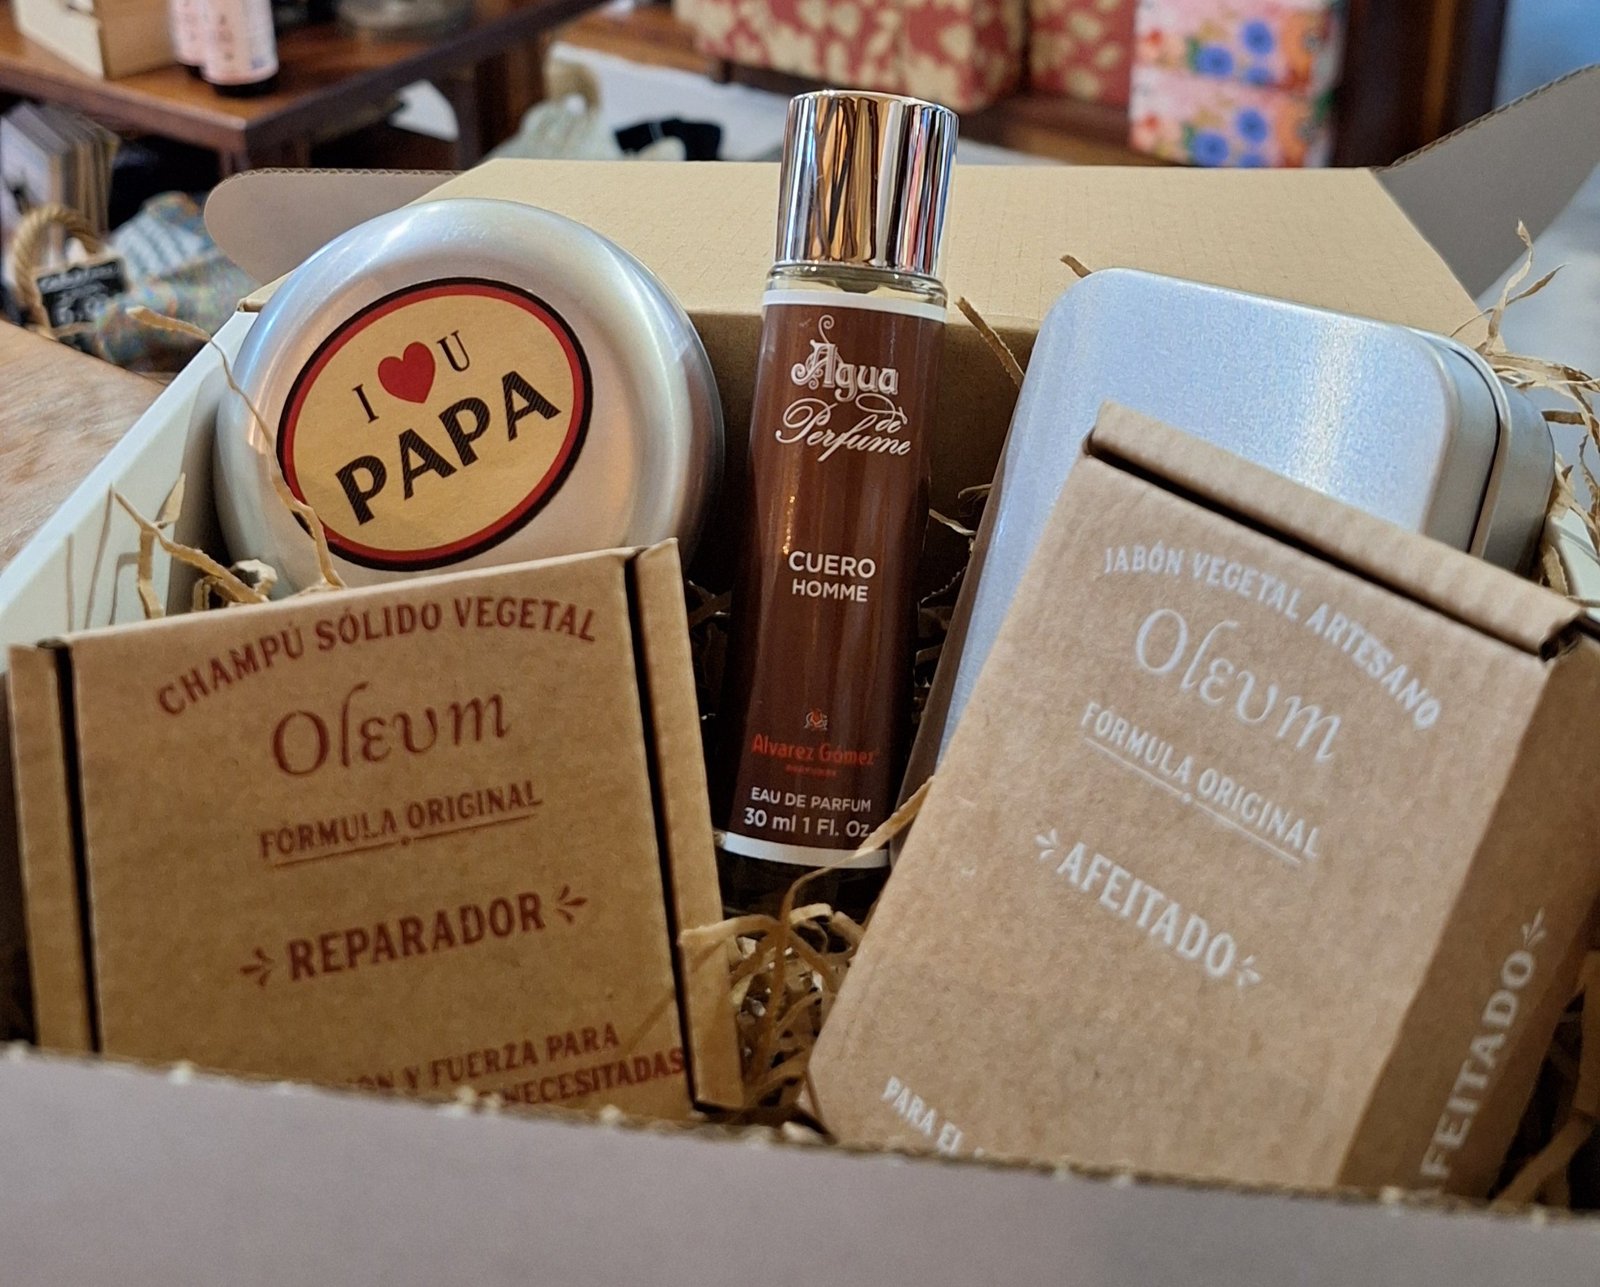 I ❤ U
PAPA
Agua
de
Perfume
CUERO
HOMME
Alvarez Gómez
EAU DE PARFUM
30 ml 1 Fl. Oz.
CHAMPÚ SÓLIDO VEGETAL
Oleum
FÓRMULA ORIGINAL
REPARADOR
Y FUERZA PARA
NECESITADAS
JABÓN VEGETAL ARTESANO
Oleum
FÓRMULA ORIGINAL
AFEITADO
PARA EL
AFEITADO